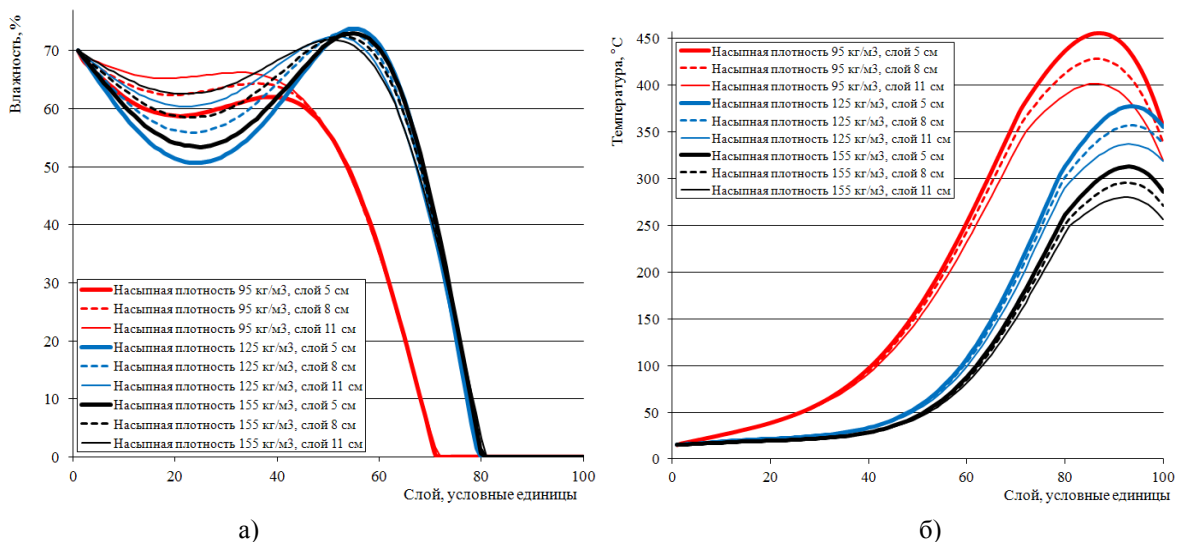 Влажность, %
70
60
50
40
30
20
10
0
Насыпная плотность 95 кг/м3, слой 5 см
Насыпная плотность 95 кг/м3, слой 8 см
Насыпная плотность 95 кг/м3, слой 11 см
Насыпная плотность 125 кг/м3, слой 5 см
Насыпная плотность 125 кг/м3, слой 8 см
Насыпная плотность 125 кг/м3, слой 11 см
Насыпная плотность 155 кг/м3, слой 5 см
Насыпная плотность 155 кг/м3, слой 8 см
Насыпная плотность 155 кг/м3, слой 11 см
0 20 40 60 80 100
Слой, условные единицы
а)
Температура, °С
450
400
350
300
250
200
150
100
50
0
Насыпная плотность 95 кг/м3, слой 5 см
Насыпная плотность 95 кг/м3, слой 8 см
Насыпная плотность 95 кг/м3, слой 11 см
Насыпная плотность 125 кг/м3, слой 5 см
Насыпная плотность 125 кг/м3, слой 8 см
Насыпная плотность 125 кг/м3, слой 11 см
Насыпная плотность 155 кг/м3, слой 5 см
Насыпная плотность 155 кг/м3, слой 8 см
Насыпная плотность 155 кг/м3, слой 11 см
0 20 40 60 80 100
Слой, условные единицы
б)